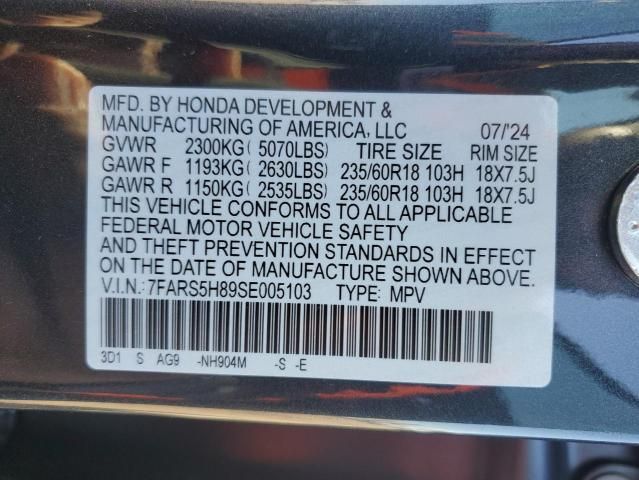 MFD. BY HONDA DEVELOPMENT &
MANUFACTURING OF AMERICA, LLC 07/'24
GVWR 2300KG ( 5070LBS) TIRE SIZE RIM SIZE
GAWR F 1193KG ( 2630LBS) 235/60R18 103H 18X7.5J
GAWR R 1150KG ( 2535LBS) 235/60R18 103H 18X7.5J
THIS VEHICLE CONFORMS TO ALL APPLICABLE
FEDERAL MOTOR VEHICLE SAFETY
AND THEFT PREVENTION STANDARDS IN EFFECT
ON THE DATE OF MANUFACTURE SHOWN ABOVE.
V.I.N.:7FARS5H89SE005103 TYPE: MPV
3D1 S AG9 -NH904M -S -E